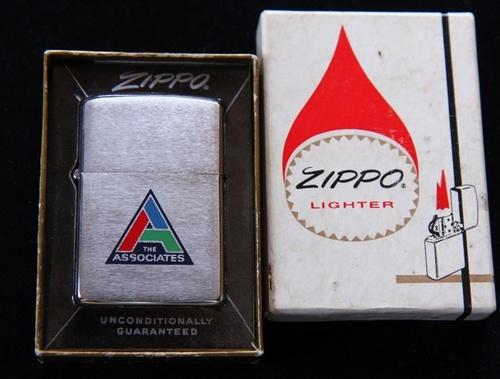 ZIPPO®
THE
ASSOCIATES
UNCONDITIONALLY
GUARANTEED
ZIPPO®
LIGHTER